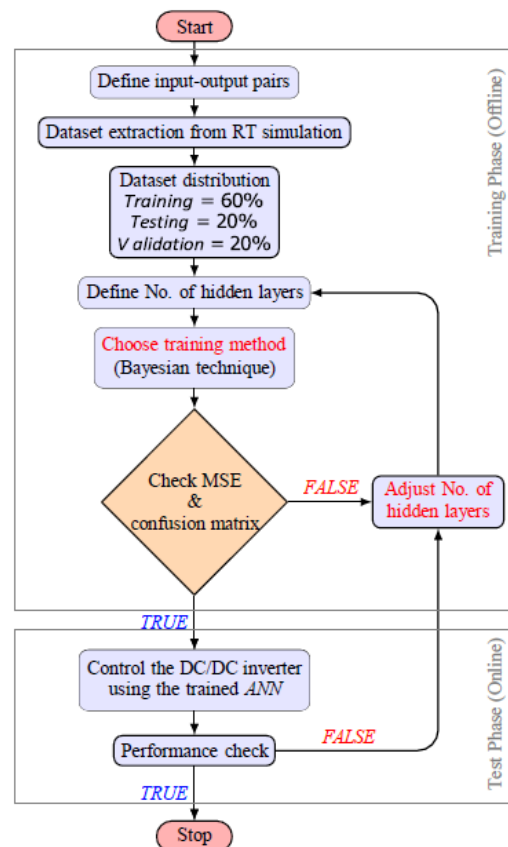 Start
Define input-output pairs
Dataset extraction from RT simulation
Dataset distribution
Training = 60%
Testing = 20%
V alidation = 20%
Define No. of hidden layers
Choose training method
(Bayesian technique)
Check MSE
&
confusion matrix
FALSE
Adjust No. of
hidden layers
TRUE
Training Phase (Offline)
Control the DC/DC inverter
using the trained ANN
Performance check
FALSE
TRUE
Test Phase (Online)
Stop